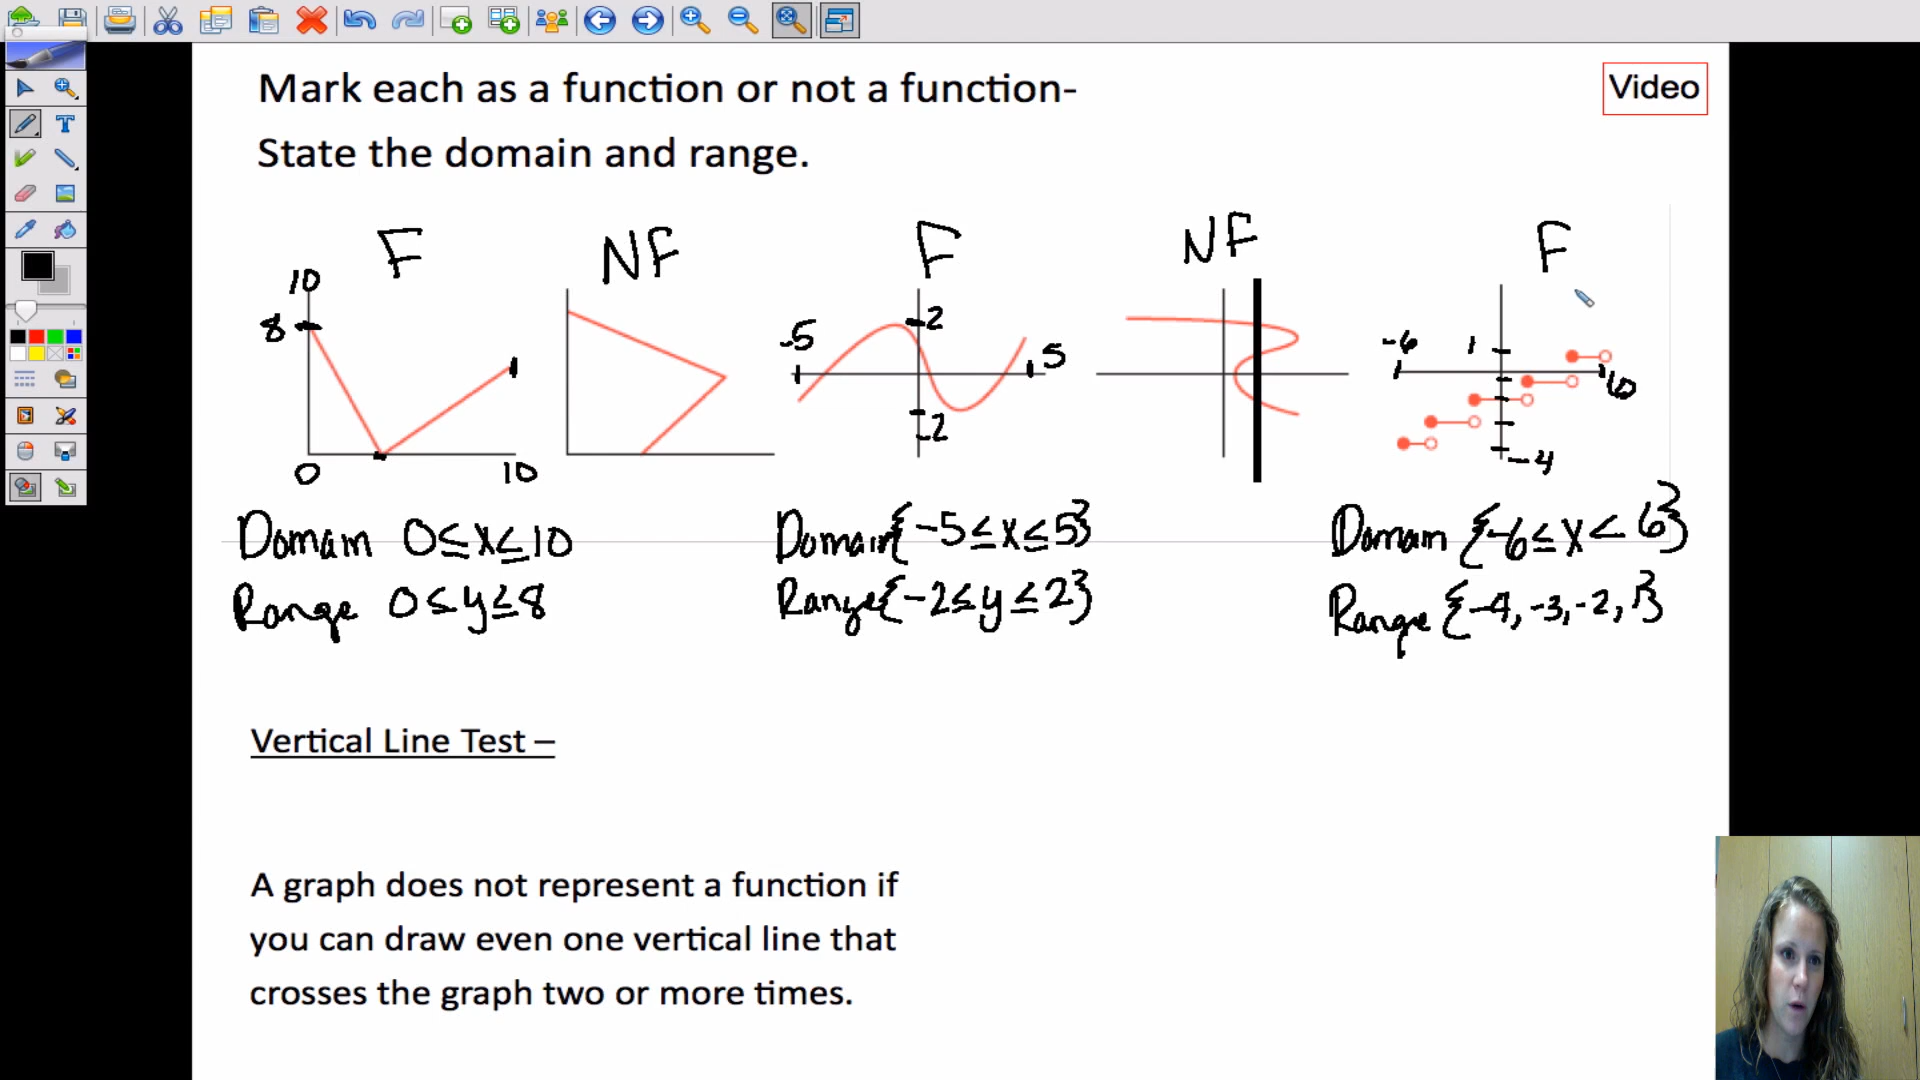 Mark each as a function or not a function-
Video
State the domain and range.
F NF F NF F
10
8
0 10
-5 2 5
-2
-6 1 6
-4
Domain 0≤x≤10
Range 0≤y≤8
Domain{-5≤x≤5}
Range{-2≤y≤2}
Domain {-6≤x<6}
Range {-4, -3, -2, 1}
Vertical Line Test –
A graph does not represent a function if
you can draw even one vertical line that
crosses the graph two or more times.